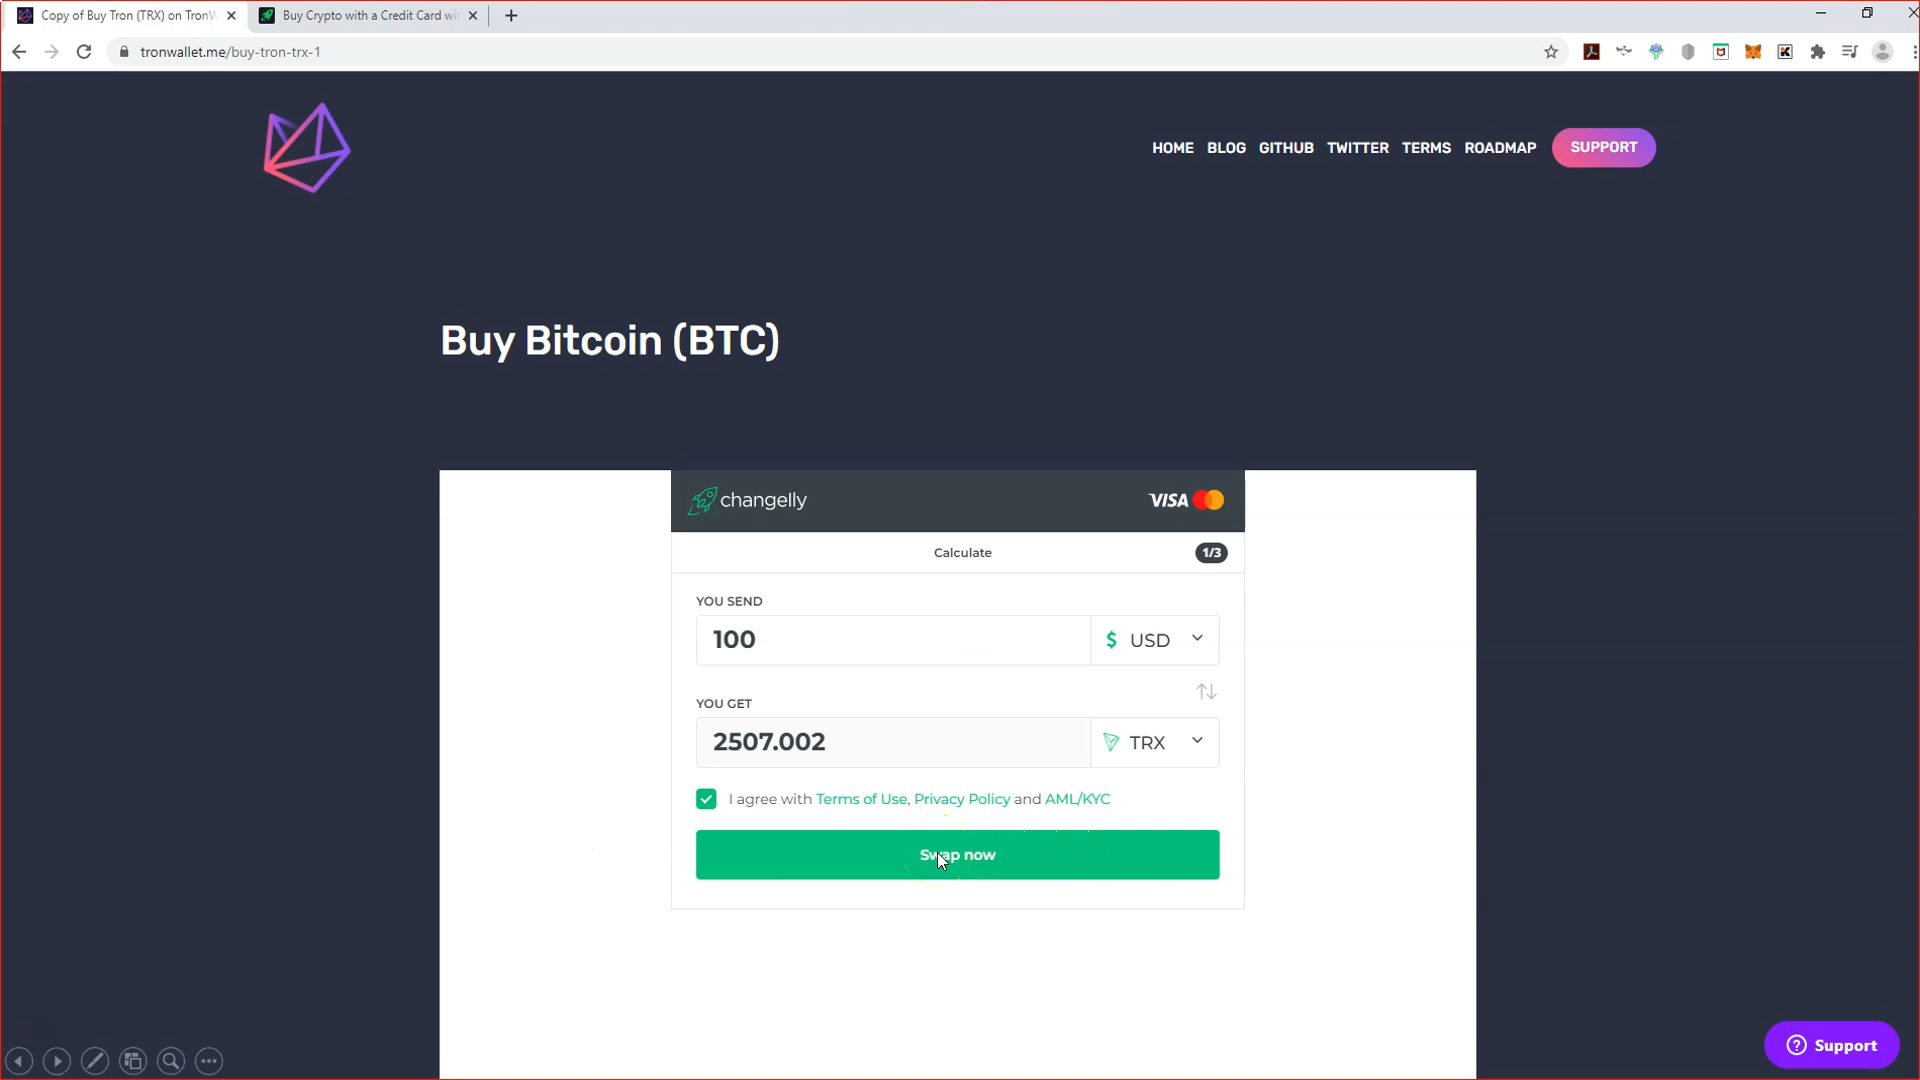 Copy of Buy Tron (TRX) on TronW
Buy Crypto with a Credit Card wi
tronwallet.me/buy-tron-trx-1
HOME BLOG GITHUB TWITTER TERMS ROADMAP SUPPORT
Buy Bitcoin (BTC)
changelly VISA
Calculate 1/3
YOU SEND
100 $ USD
YOU GET
2507.002 TRX
I agree with Terms of Use, Privacy Policy and AML/KYC
Swap now
? Support